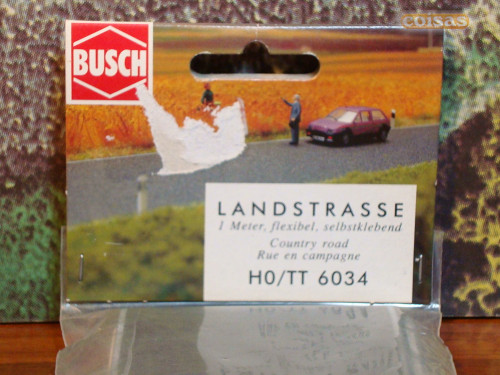 coisas
BUSCH
LANDSTRASSE
1 Meter, flexibel, selbstklebend
Country road
Rue en campagne
H0/TT 6034